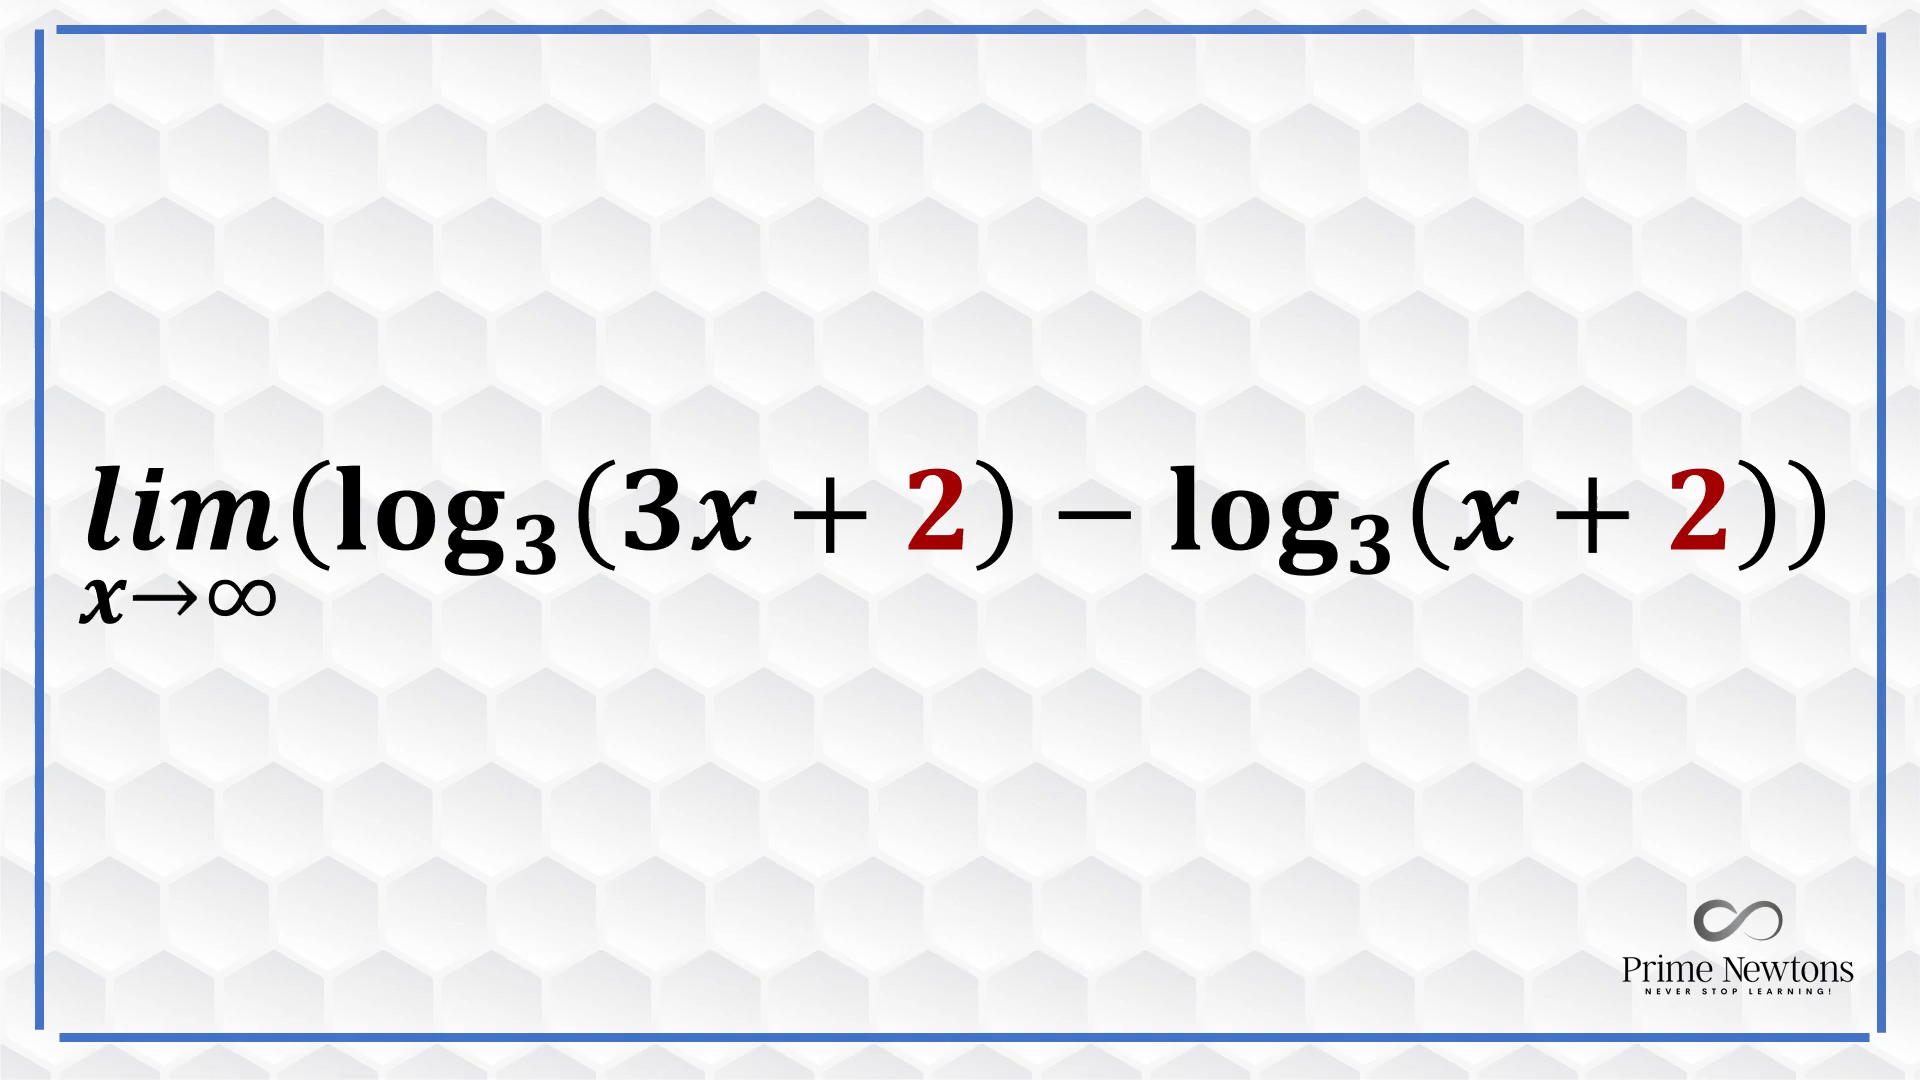 lim(log₃(3x + 2) − log₃(x + 2))
x→∞
Prime Newtons
NEVER STOP LEARNING!